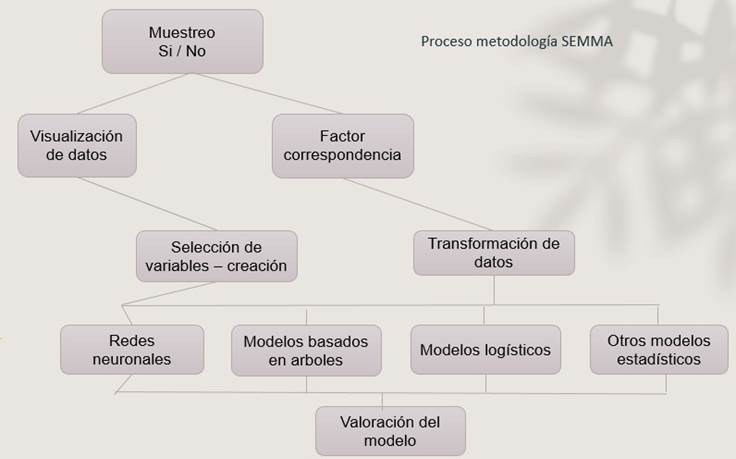 Muestreo
Si / No
Proceso metodología SEMMA
Visualización
de datos
Factor
correspondencia
Selección de
variables – creación
Transformación de
datos
Redes
neuronales
Modelos basados
en arboles
Modelos logísticos
Otros modelos
estadísticos
Valoración del
modelo